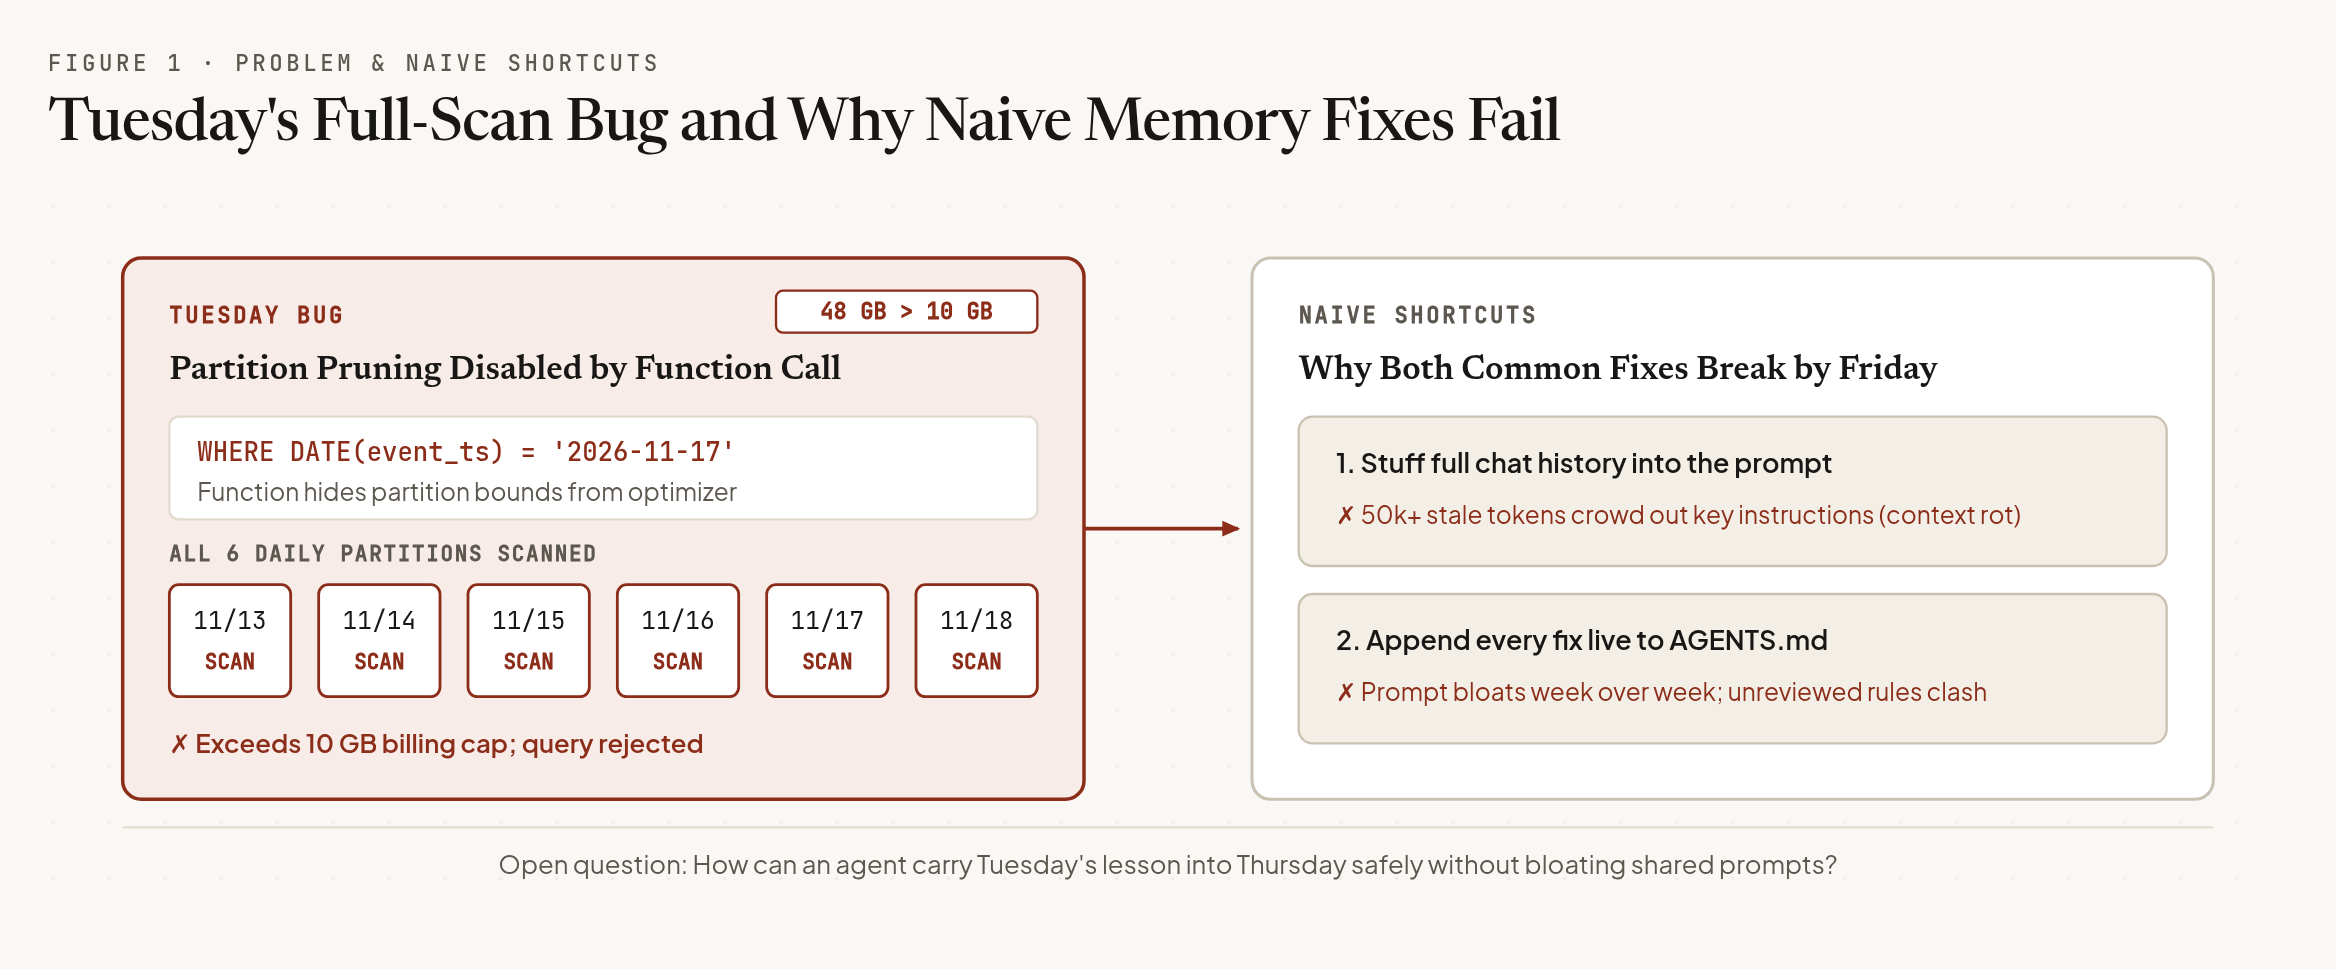 FIGURE 1 · PROBLEM & NAIVE SHORTCUTS
Tuesday's Full-Scan Bug and Why Naive Memory Fixes Fail
TUESDAY BUG
48 GB > 10 GB
Partition Pruning Disabled by Function Call
WHERE DATE(event_ts) = '2026-11-17'
Function hides partition bounds from optimizer
ALL 6 DAILY PARTITIONS SCANNED
11/13 11/14 11/15 11/16 11/17 11/18
SCAN SCAN SCAN SCAN SCAN SCAN
✗ Exceeds 10 GB billing cap; query rejected
NAIVE SHORTCUTS
Why Both Common Fixes Break by Friday
1. Stuff full chat history into the prompt
✗ 50k+ stale tokens crowd out key instructions (context rot)
2. Append every fix live to AGENTS.md
✗ Prompt bloats week over week; unreviewed rules clash
Open question: How can an agent carry Tuesday's lesson into Thursday safely without bloating shared prompts?